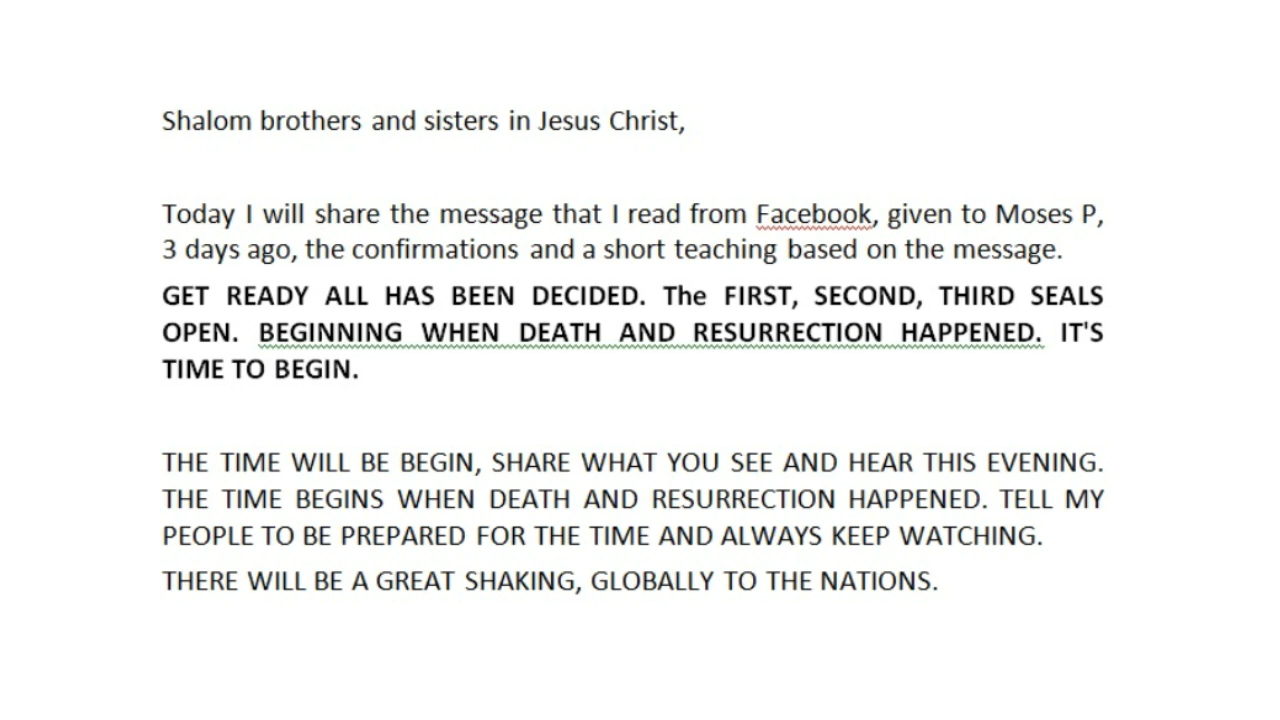 Shalom brothers and sisters in Jesus Christ,
Today I will share the message that I read from Facebook, given to Moses P,
3 days ago, the confirmations and a short teaching based on the message.
GET READY ALL HAS BEEN DECIDED. The FIRST, SECOND, THIRD SEALS
OPEN. BEGINNING WHEN DEATH AND RESURRECTION HAPPENED. IT'S
TIME TO BEGIN.
THE TIME WILL BE BEGIN, SHARE WHAT YOU SEE AND HEAR THIS EVENING.
THE TIME BEGINS WHEN DEATH AND RESURRECTION HAPPENED. TELL MY
PEOPLE TO BE PREPARED FOR THE TIME AND ALWAYS KEEP WATCHING.
THERE WILL BE A GREAT SHAKING, GLOBALLY TO THE NATIONS.